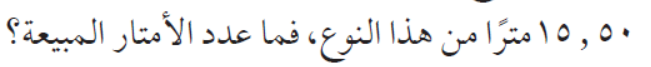 ١٥,٥٠ مترًا من هذا النوع، فما عدد الأمتار المبيعة؟